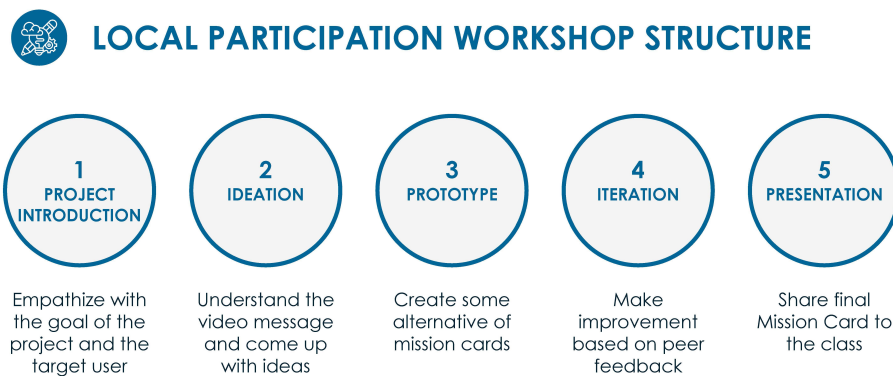 LOCAL PARTICIPATION WORKSHOP STRUCTURE
1
PROJECT
INTRODUCTION
Empathize with
the goal of the
project and the
target user
2
IDEATION
Understand the
video message
and come up
with ideas
3
PROTOTYPE
Create some
alternative of
mission cards
4
ITERATION
Make
improvement
based on peer
feedback
5
PRESENTATION
Share final
Mission Card to
the class